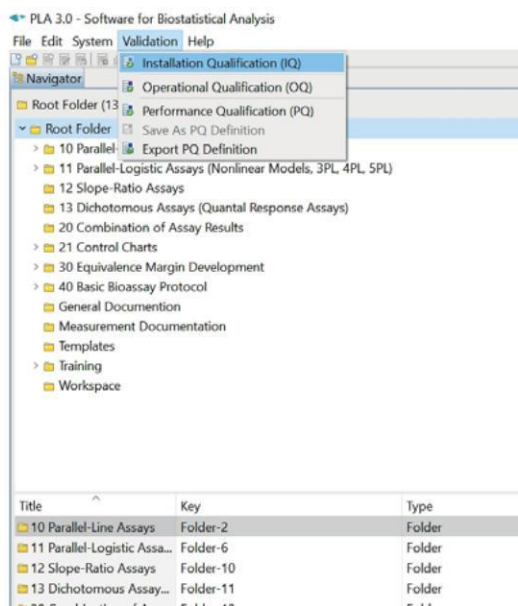 PLA 3.0 - Software for Biostatistical Analysis
File Edit System Validation Help
Installation Qualification (IQ)
Navigator
Operational Qualification (OQ)
Root Folder (13
Performance Qualification (PQ)
Root Folder
Save As PQ Definition
10 Parallel-
Export PQ Definition
11 Parallel-Logistic Assays (Nonlinear Models, 3PL, 4PL, 5PL)
12 Slope-Ratio Assays
13 Dichotomous Assays (Quantal Response Assays)
20 Combination of Assay Results
21 Control Charts
30 Equivalence Margin Development
40 Basic Bioassay Protocol
General Documention
Measurement Documentation
Templates
Training
Workspace
Title Key Type
10 Parallel-Line Assays Folder-2 Folder
11 Parallel-Logistic Assa... Folder-6 Folder
12 Slope-Ratio Assays Folder-10 Folder
13 Dichotomous Assay... Folder-11 Folder